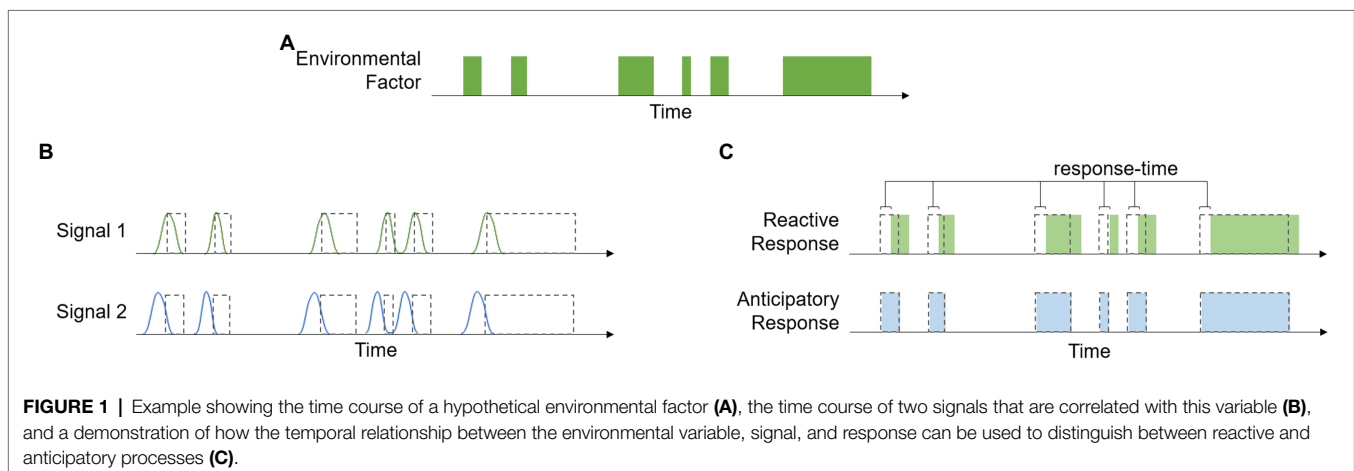 A
Environmental
Factor
Time
B
Signal 1
Signal 2
Time
C
response-time
Reactive
Response
Anticipatory
Response
Time
FIGURE 1 | Example showing the time course of a hypothetical environmental factor (A), the time course of two signals that are correlated with this variable (B),
and a demonstration of how the temporal relationship between the environmental variable, signal, and response can be used to distinguish between reactive and
anticipatory processes (C).